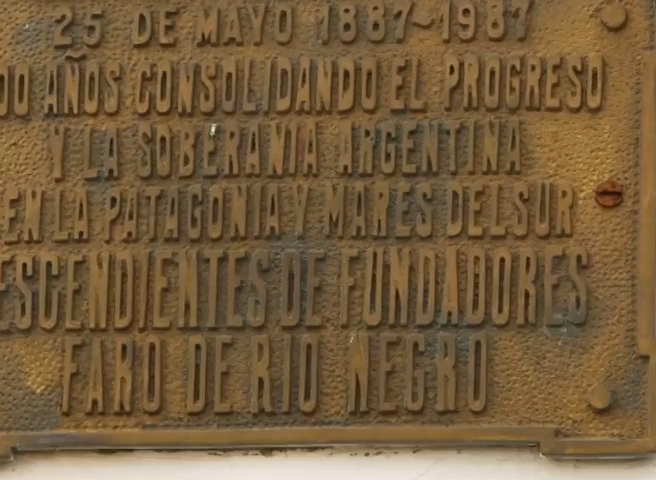 25 DE MAYO 1887-1987
00 AÑOS CONSOLIDANDO EL PROGRESO
Y LA SOBERANIA ARGENTINA
EN LA PATAGONIA Y MARES DEL SUR
ESCENDIENTES DE FUNDADORES
FARO DE RIO NEGRO